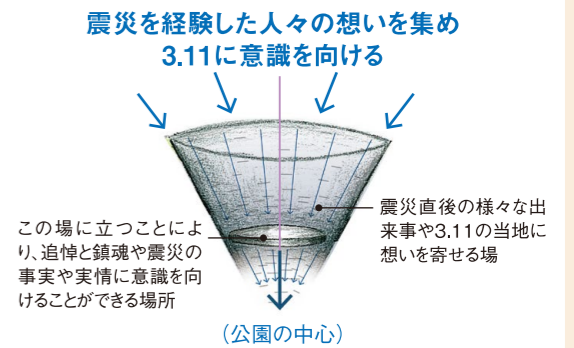 震災を経験した人々の想いを集め
3.11に意識を向ける
震災直後の様々な出
来事や3.11の当地に
想いを寄せる場
この場に立つことによ
り、追悼と鎮魂や震災の
事実や実情に意識を向
けることができる場所
（公園の中心）